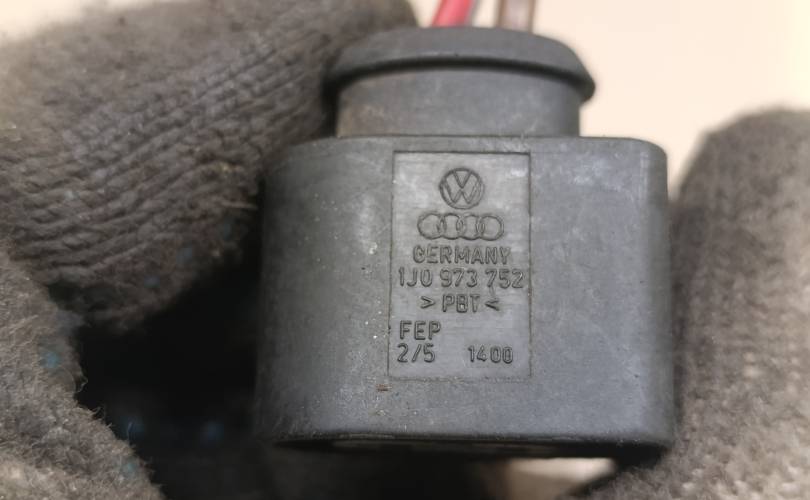 GERMANY
1J0 973 752
>PBT<
FEP
2/5 1400